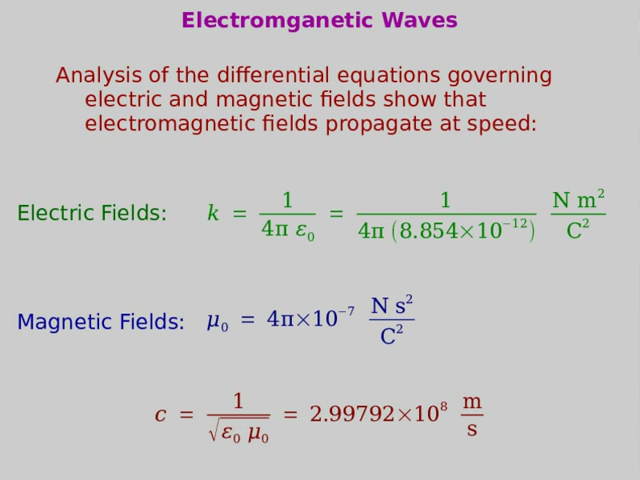 Electromganetic Waves
Analysis of the differential equations governing
electric and magnetic fields show that
electromagnetic fields propagate at speed:
Electric Fields: k = 1 / (4π ε₀) = 1 / (4π (8.854×10⁻¹²)) N m² / C²
Magnetic Fields: μ₀ = 4π×10⁻⁷ N s² / C²
c = 1 / √(ε₀ μ₀) = 2.99792×10⁸ m / s